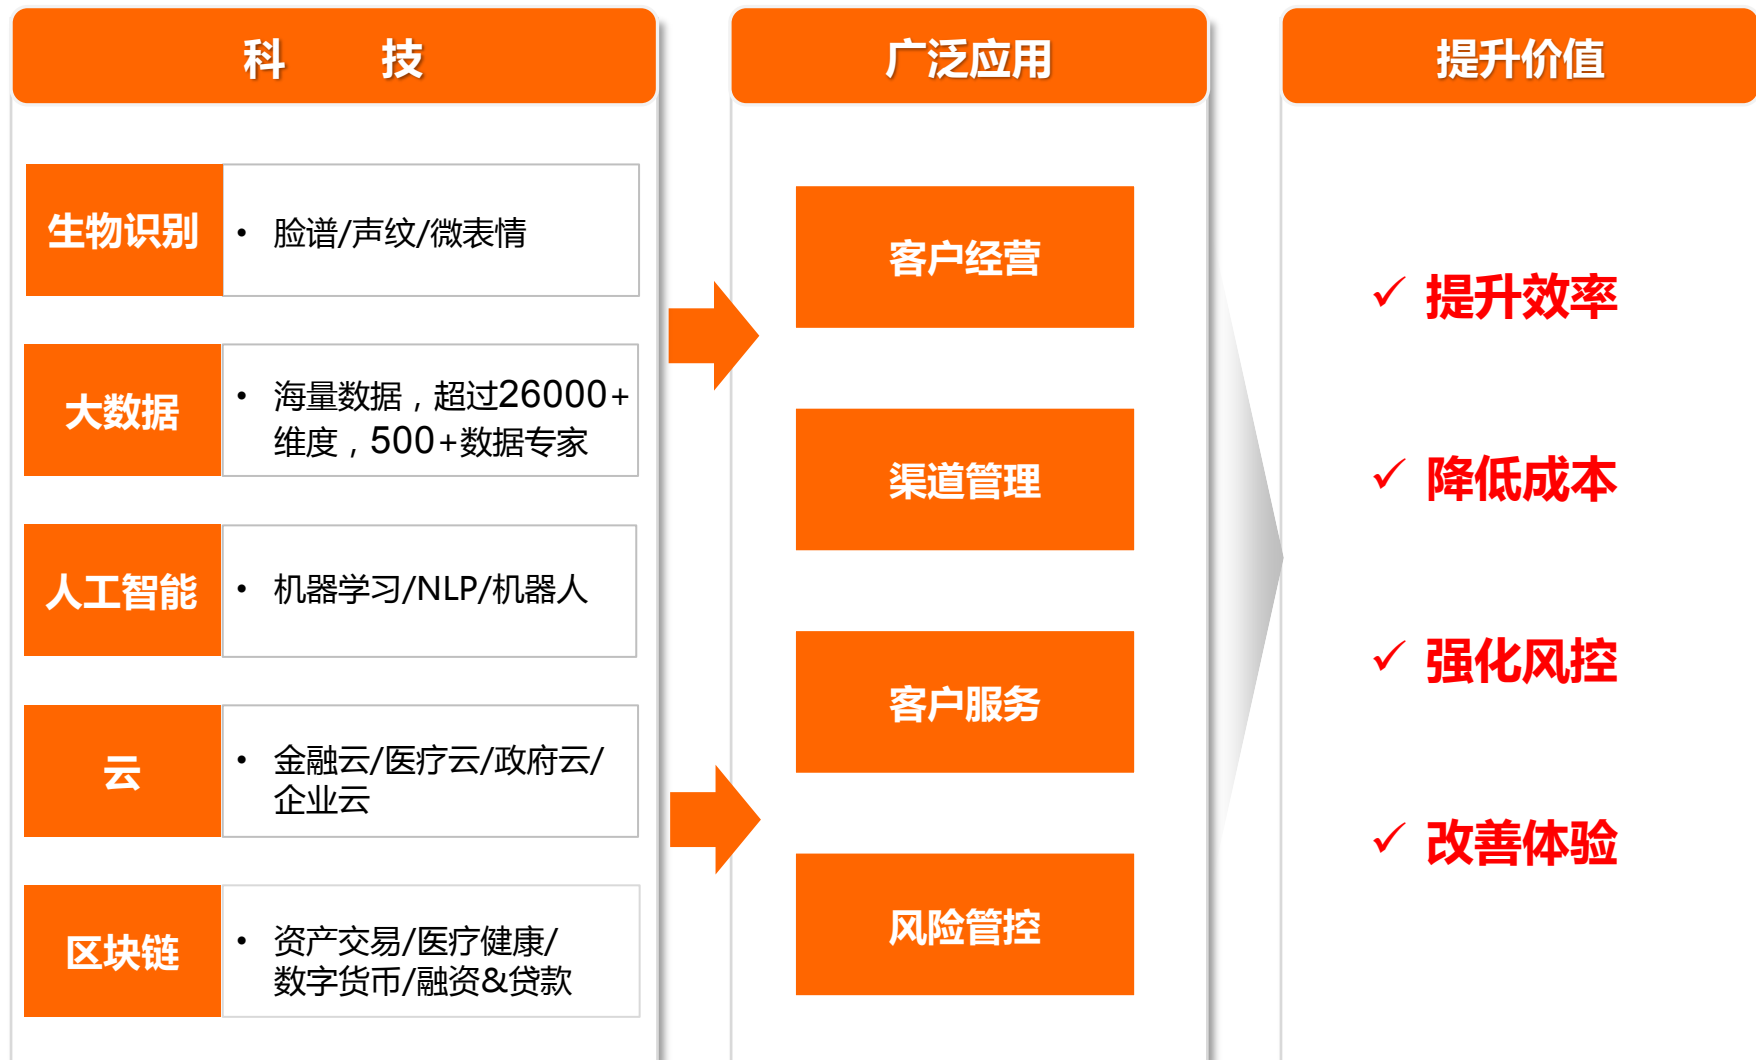 科 技
生物识别
• 脸谱/声纹/微表情
大数据
• 海量数据，超过26000+
维度，500+数据专家
人工智能
• 机器学习/NLP/机器人
云
• 金融云/医疗云/政府云/
企业云
区块链
• 资产交易/医疗健康/
数字货币/融资&贷款
广泛应用
客户经营
渠道管理
客户服务
风险管控
提升价值
✓ 提升效率
✓ 降低成本
✓ 强化风控
✓ 改善体验